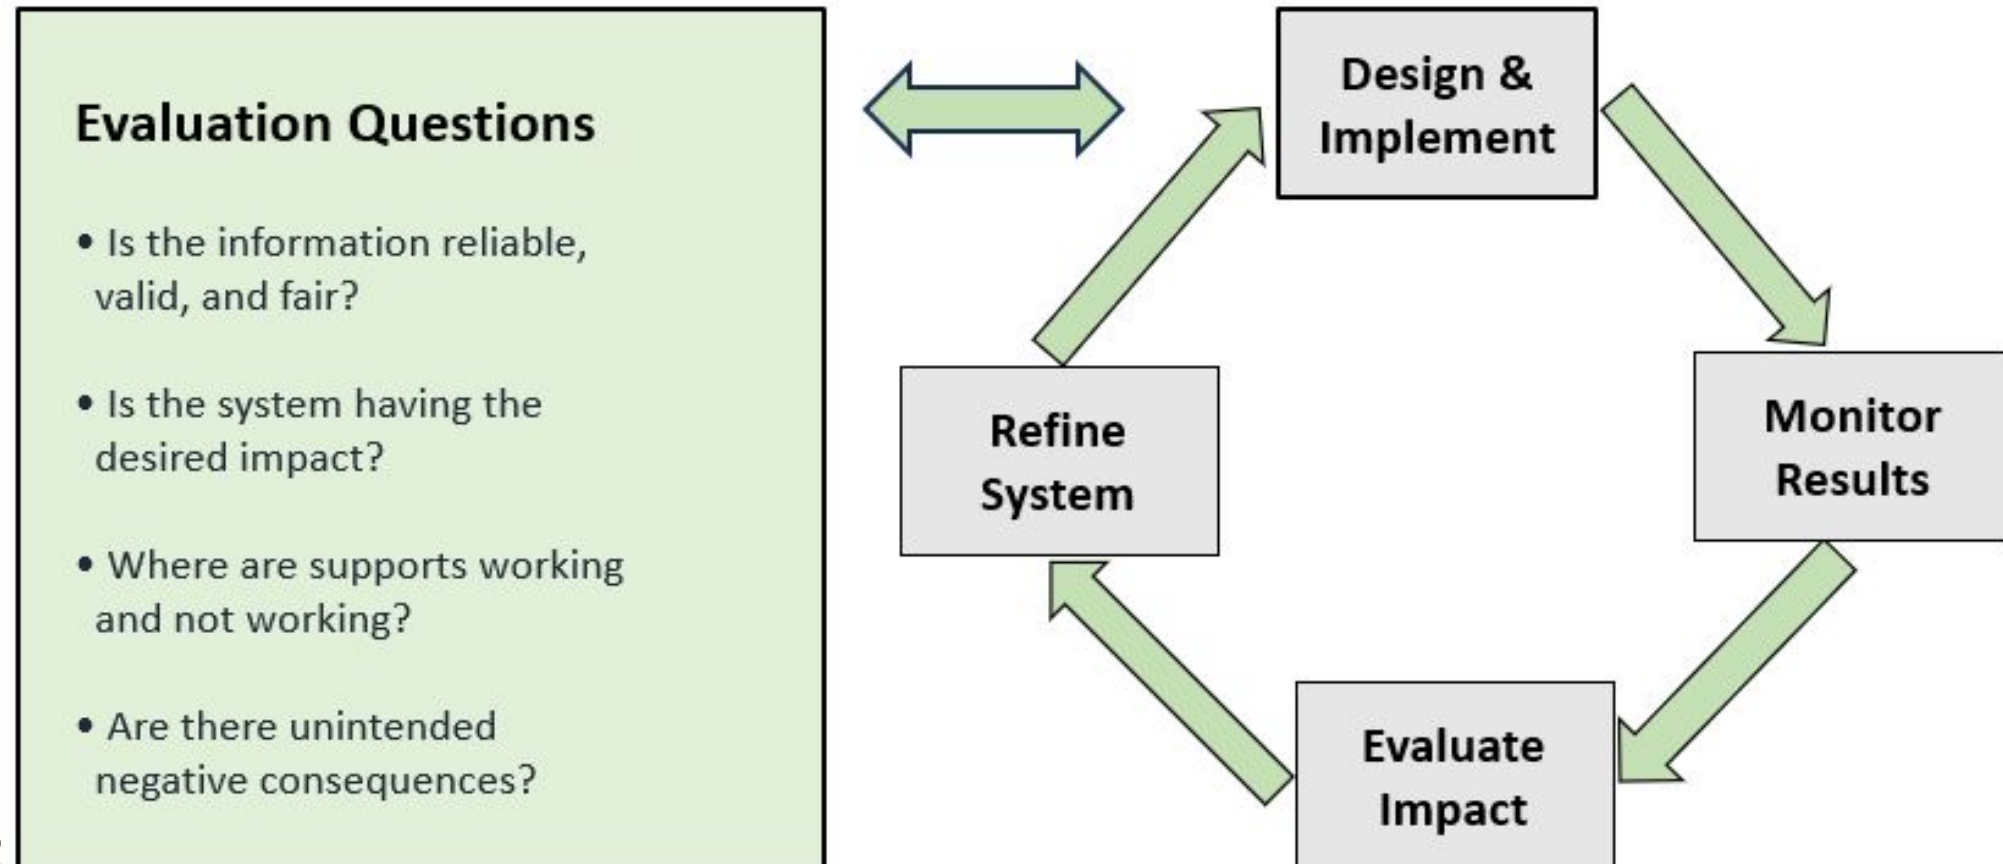 Evaluation Questions
• Is the information reliable,
valid, and fair?
• Is the system having the
desired impact?
• Where are supports working
and not working?
• Are there unintended
negative consequences?
Design &
Implement
Monitor
Results
Evaluate
Impact
Refine
System